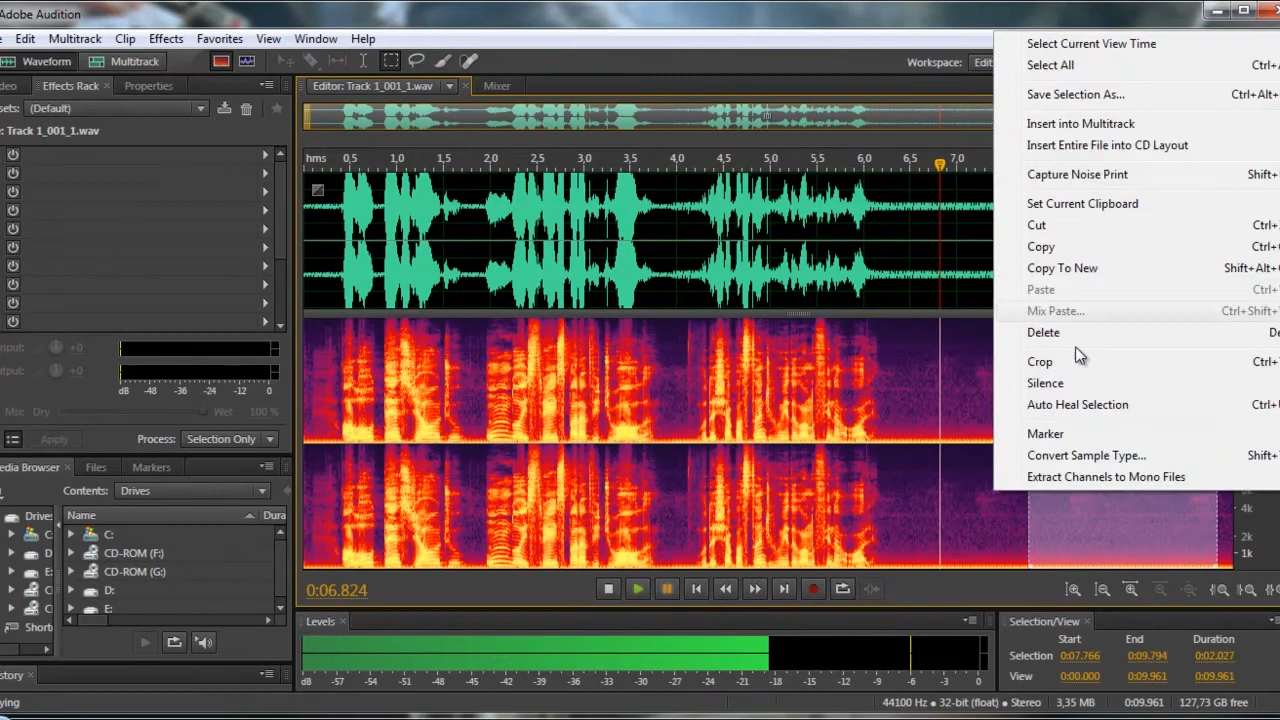 Adobe Audition
Edit Multitrack Clip Effects Favorites View Window Help
Waveform Multitrack Workspace: Edit
deo Effects Rack Properties
sets: (Default)
e: Track 1_001_1.wav
nput: +0
utput: +0
dB -48 -36 -24 -12 0
Mix: Dry Wet 100 %
Apply Process: Selection Only
edia Browser Files Markers
Contents: Drives
Drives
Name Dura
C:
CD-ROM (F:)
CD-ROM (G:)
D:
E:
Shorto
story
ying
Editor: Track 1_001_1.wav Mixer
hms 0,5 1,0 1,5 2,0 2,5 3,0 3,5 4,0 4,5 5,0 5,5 6,0 6,5 7,0
Select Current View Time
Select All Ctrl+A
Save Selection As... Ctrl+Alt+
Insert into Multitrack
Insert Entire File into CD Layout
Capture Noise Print Shift+
Set Current Clipboard
Cut Ctrl+
Copy Ctrl+C
Copy To New Shift+Alt+C
Paste Ctrl+V
Mix Paste... Ctrl+Shift+V
Delete De
Crop Ctrl+T
Silence
Auto Heal Selection Ctrl+U
Marker
Convert Sample Type... Shift+T
Extract Channels to Mono Files
4k
2k
1k
0:06.824
Levels
dB -57 -54 -51 -48 -45 -42 -39 -36 -33 -30 -27 -24 -21 -18 -15 -12 -9 -6 -3 0
Selection/View
Start End Duration
Selection 0:07.766 0:09.794 0:02.027
View 0:00.000 0:09.961 0:09.961
44100 Hz ● 32-bit (float) ● Stereo 3,35 MB 0:09.961 127,73 GB free